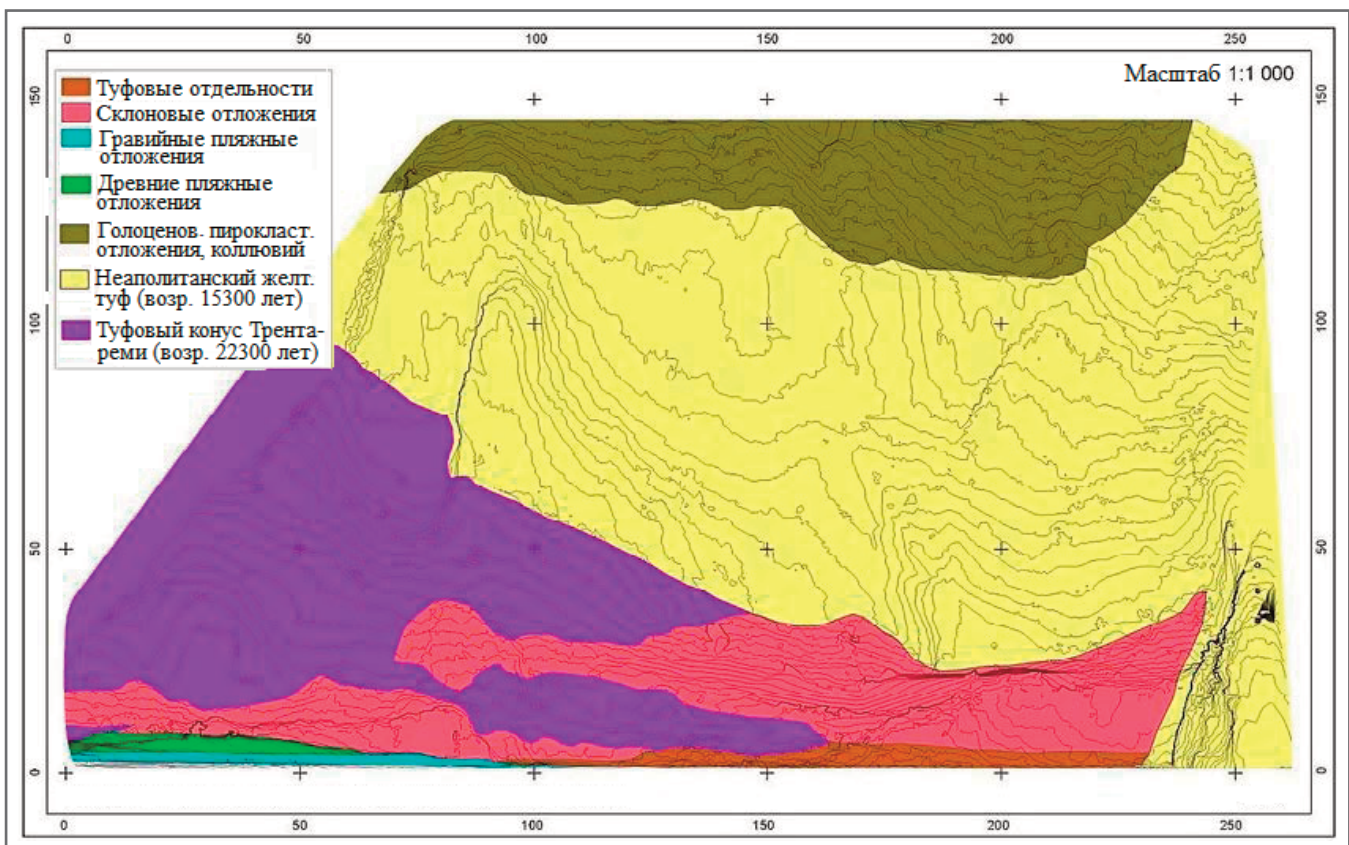 0 50 100 150 200 250
Масштаб 1:1 000
Туфовые отдельности
Склоновые отложения
Гравийные пляжные
отложения
Древние пляжные
отложения
Голоценов. пирокласт.
отложения, коллювий
Неаполитанский желт.
туф (возр. 15300 лет)
Туфовый конус Трента-
реми (возр. 22300 лет)
150 150
100 100
50 50
0 0
0 50 100 150 200 250